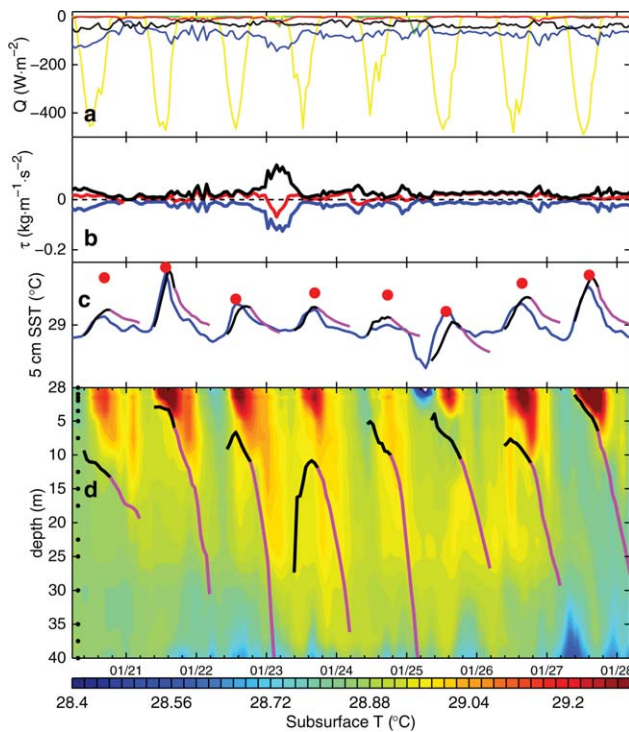 0
−200
−400
Q (W·m−2)
a
0
−0.2
τ (kg·m−1·s−2)
b
29
28
5 cm SST (°C)
c
5
10
15
20
25
30
35
40
depth (m)
d
01/21 01/22 01/23 01/24 01/25 01/26 01/27 01/28
28.4 28.56 28.72 28.88 29.04 29.2
Subsurface T (°C)